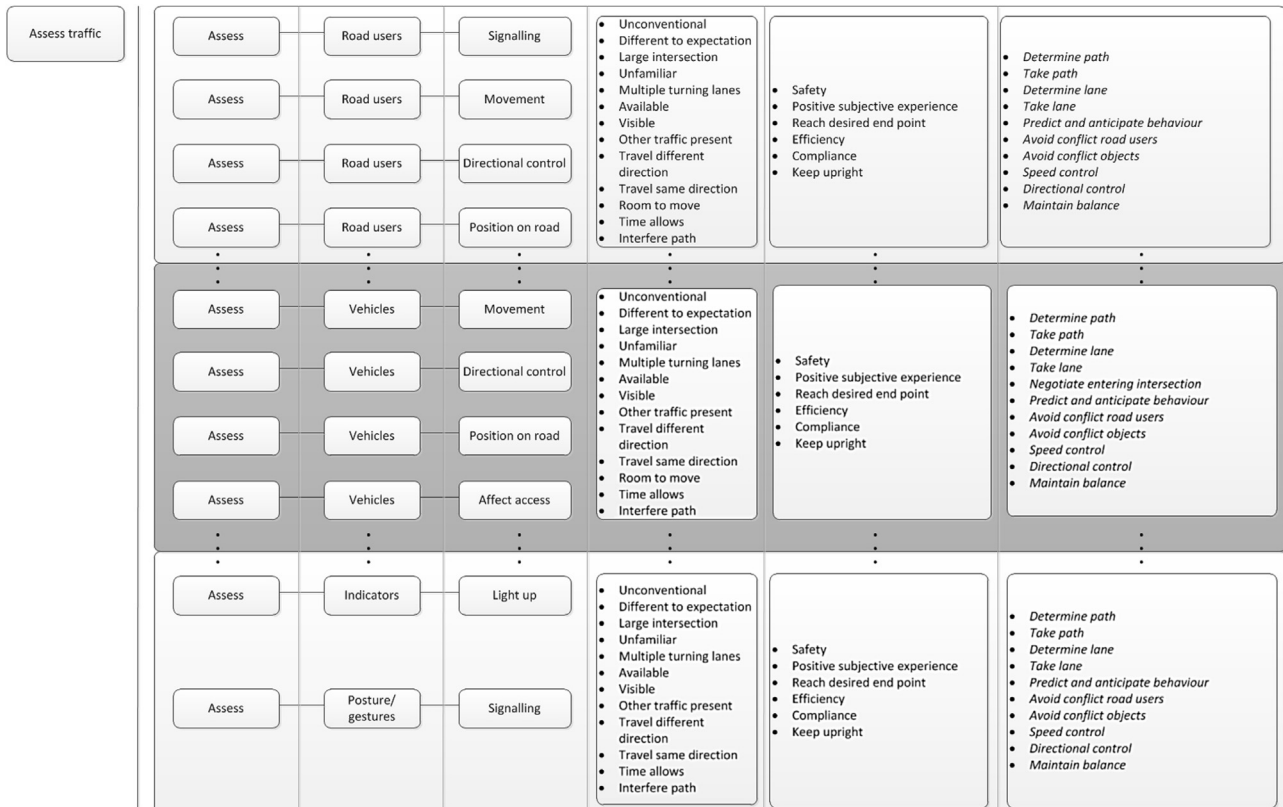 Assess traffic
Assess
Road users
Signalling
Assess
Road users
Movement
Assess
Road users
Directional control
Assess
Road users
Position on road
• Unconventional
• Different to expectation
• Large intersection
• Unfamiliar
• Multiple turning lanes
• Available
• Visible
• Other traffic present
• Travel different
direction
• Travel same direction
• Room to move
• Time allows
• Interfere path
• Safety
• Positive subjective experience
• Reach desired end point
• Efficiency
• Compliance
• Keep upright
• Determine path
• Take path
• Determine lane
• Take lane
• Predict and anticipate behaviour
• Avoid conflict road users
• Avoid conflict objects
• Speed control
• Directional control
• Maintain balance
Assess
Vehicles
Movement
Assess
Vehicles
Directional control
Assess
Vehicles
Position on road
Assess
Vehicles
Affect access
• Unconventional
• Different to expectation
• Large intersection
• Unfamiliar
• Multiple turning lanes
• Available
• Visible
• Other traffic present
• Travel different
direction
• Travel same direction
• Room to move
• Time allows
• Interfere path
• Safety
• Positive subjective experience
• Reach desired end point
• Efficiency
• Compliance
• Keep upright
• Determine path
• Take path
• Determine lane
• Take lane
• Negotiate entering intersection
• Predict and anticipate behaviour
• Avoid conflict road users
• Avoid conflict objects
• Speed control
• Directional control
• Maintain balance
Assess
Indicators
Light up
Assess
Posture/
gestures
Signalling
• Unconventional
• Different to expectation
• Large intersection
• Unfamiliar
• Multiple turning lanes
• Available
• Visible
• Other traffic present
• Travel different
direction
• Travel same direction
• Time allows
• Interfere path
• Safety
• Positive subjective experience
• Reach desired end point
• Efficiency
• Compliance
• Keep upright
• Determine path
• Take path
• Determine lane
• Take lane
• Predict and anticipate behaviour
• Avoid conflict road users
• Avoid conflict objects
• Speed control
• Directional control
• Maintain balance